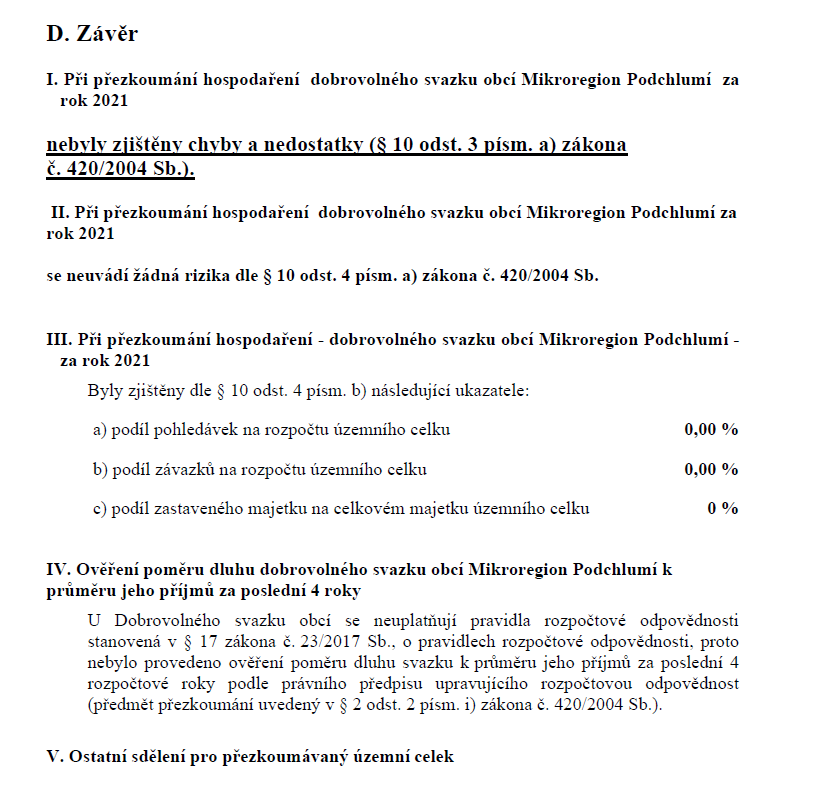 D. Závěr
I. Při přezkoumání hospodaření dobrovolného svazku obcí Mikroregion Podchlumí za
rok 2021
nebyly zjištěny chyby a nedostatky (§ 10 odst. 3 písm. a) zákona
č. 420/2004 Sb.).
II. Při přezkoumání hospodaření dobrovolného svazku obcí Mikroregion Podchlumí za
rok 2021
se neuvádí žádná rizika dle § 10 odst. 4 písm. a) zákona č. 420/2004 Sb.
III. Při přezkoumání hospodaření - dobrovolného svazku obcí Mikroregion Podchlumí -
za rok 2021
Byly zjištěny dle § 10 odst. 4 písm. b) následující ukazatele:
a) podíl pohledávek na rozpočtu územního celku 0,00 %
b) podíl závazků na rozpočtu územního celku 0,00 %
c) podíl zastaveného majetku na celkovém majetku územního celku 0 %
IV. Ověření poměru dluhu dobrovolného svazku obcí Mikroregion Podchlumí k
průměru jeho příjmů za poslední 4 roky
U Dobrovolného svazku obcí se neuplatňují pravidla rozpočtové odpovědnosti
stanovená v § 17 zákona č. 23/2017 Sb., o pravidlech rozpočtové odpovědnosti, proto
nebylo provedeno ověření poměru dluhu svazku k průměru jeho příjmů za poslední 4
rozpočtové roky podle právního předpisu upravujícího rozpočtovou odpovědnost
(předmět přezkoumání uvedený v § 2 odst. 2 písm. i) zákona č. 420/2004 Sb.).
V. Ostatní sdělení pro přezkoumávaný územní celek